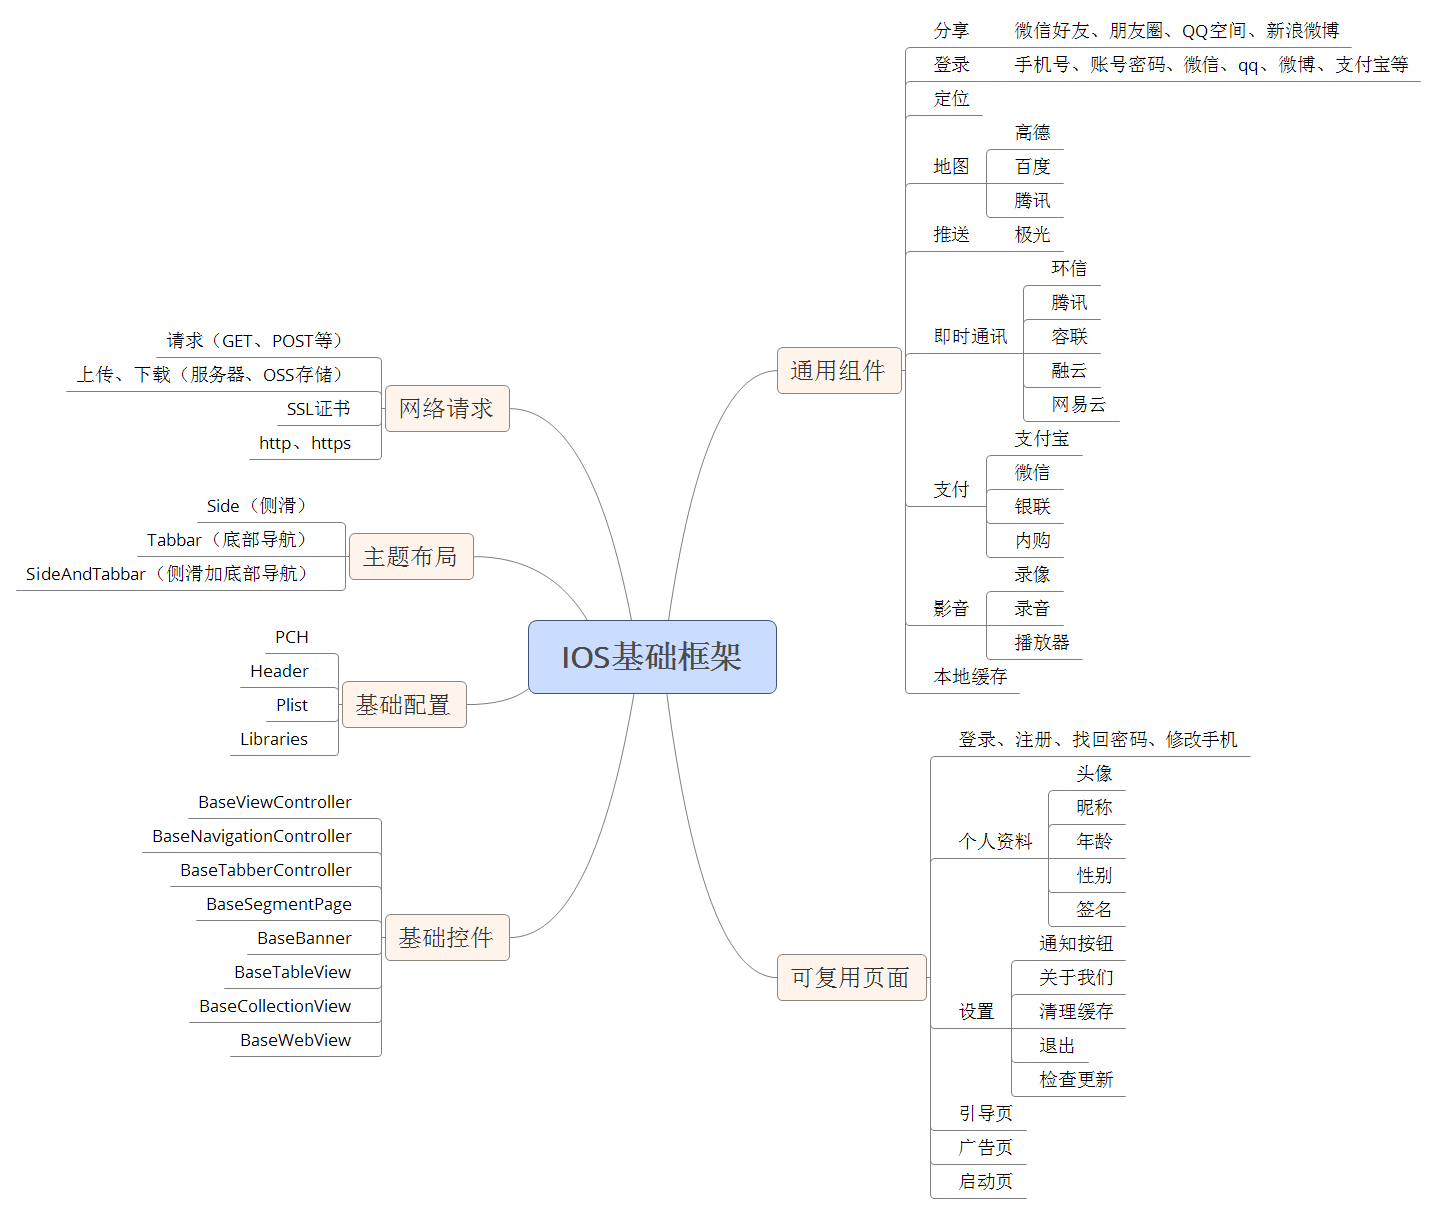 IOS基础框架
通用组件
分享
微信好友、朋友圈、QQ空间、新浪微博
登录
手机号、账号密码、微信、qq、微博、支付宝等
定位
地图
高德
百度
腾讯
推送
极光
即时通讯
环信
腾讯
容联
融云
网易云
支付
支付宝
微信
银联
内购
影音
录像
录音
播放器
本地缓存
可复用页面
登录、注册、找回密码、修改手机
个人资料
头像
昵称
年龄
性别
签名
设置
通知按钮
关于我们
清理缓存
退出
检查更新
引导页
广告页
启动页
网络请求
请求（GET、POST等）
上传、下载（服务器、OSS存储）
SSL证书
http、https
主题布局
Side（侧滑）
Tabbar（底部导航）
SideAndTabbar（侧滑加底部导航）
基础配置
PCH
Header
Plist
Libraries
基础控件
BaseViewController
BaseNavigationController
BaseTabberController
BaseSegmentPage
BaseBanner
BaseTableView
BaseCollectionView
BaseWebView